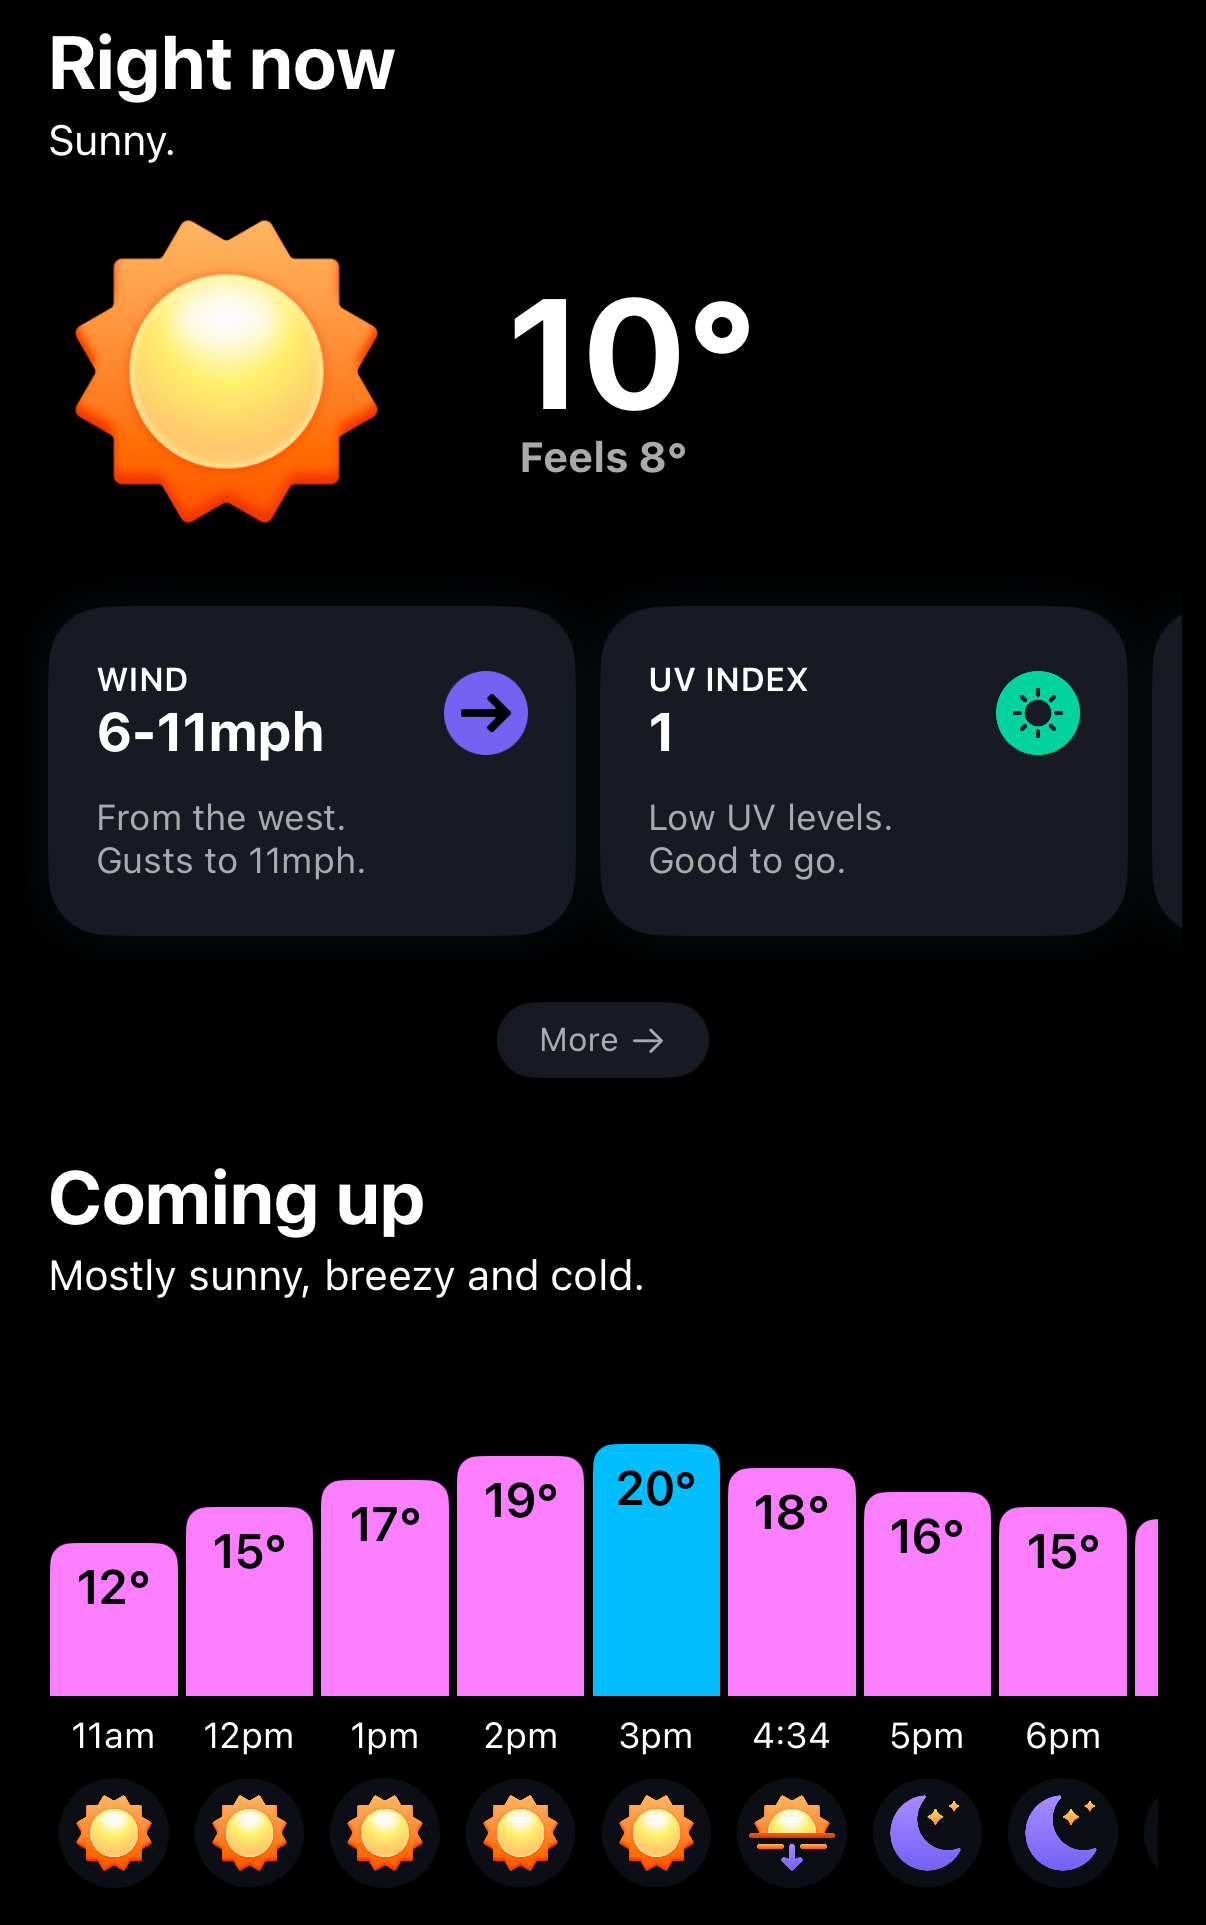 Right now
Sunny.
10°
Feels 8°
WIND
6-11mph
From the west.
Gusts to 11mph.
UV INDEX
1
Low UV levels.
Good to go.
More →
Coming up
Mostly sunny, breezy and cold.
12° 15° 17° 19° 20° 18° 16° 15°
11am 12pm 1pm 2pm 3pm 4:34 5pm 6pm